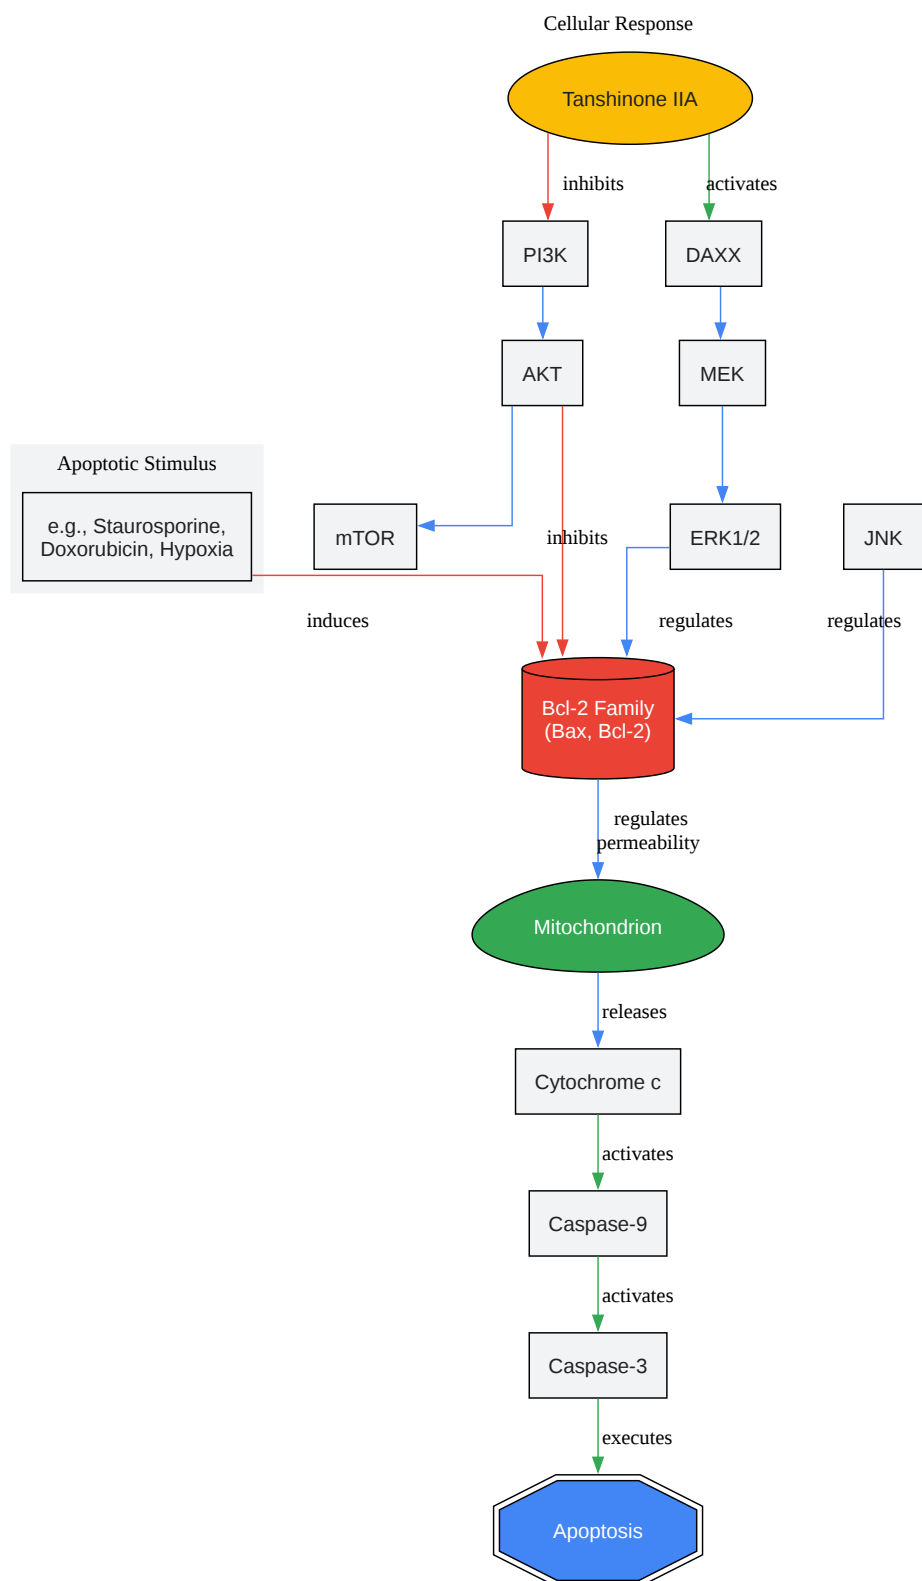 Cellular Response
Tanshinone IIA
inhibits
activates
PI3K
DAXX
AKT
MEK
Apoptotic Stimulus
e.g., Staurosporine,
Doxorubicin, Hypoxia
mTOR
inhibits
ERK1/2
JNK
induces
regulates
regulates
Bcl-2 Family
(Bax, Bcl-2)
regulates
permeability
Mitochondrion
releases
Cytochrome c
activates
Caspase-9
activates
Caspase-3
executes
Apoptosis